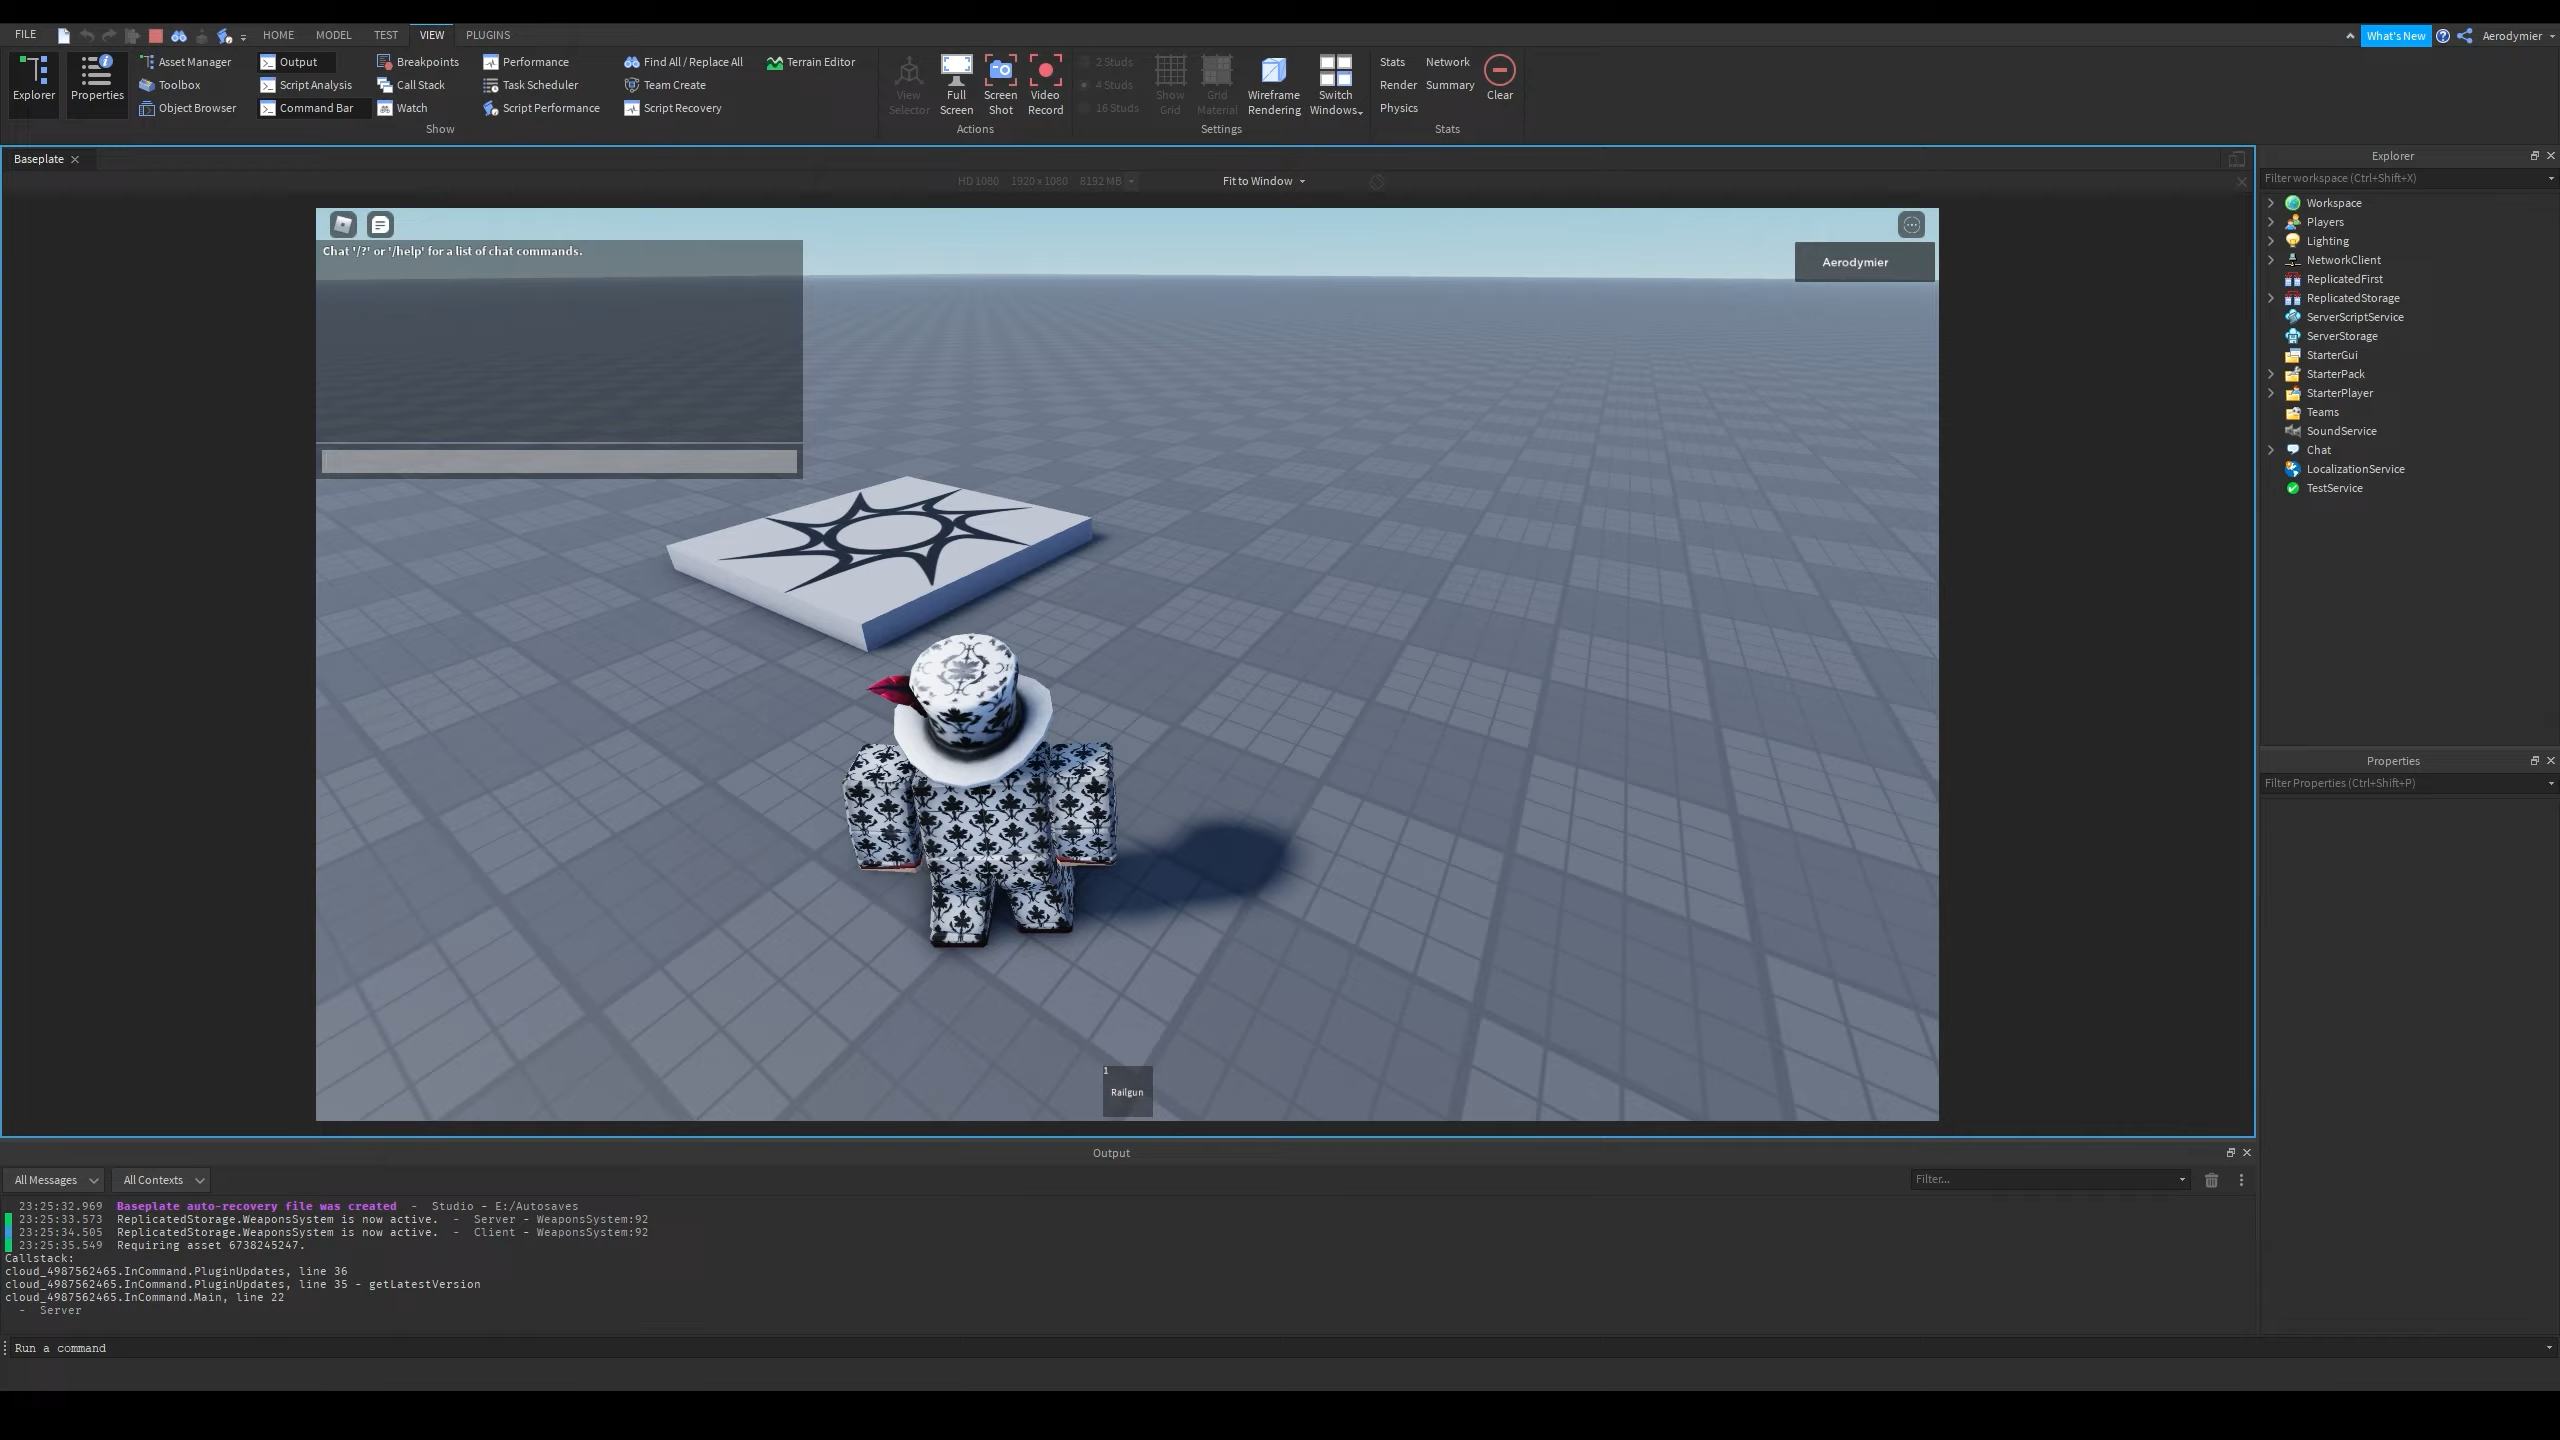 FILE HOME MODEL TEST VIEW PLUGINS What's New Aerodymier
Explorer
Properties
Asset Manager
Toolbox
Object Browser
Output
Script Analysis
Command Bar
Breakpoints
Call Stack
Watch
Performance
Task Scheduler
Script Performance
Find All / Replace All
Team Create
Script Recovery
Terrain Editor
Show
View
Selector
Full
Screen
Screen
Shot
Video
Record
Actions
2 Studs
4 Studs
16 Studs
Show
Grid
Grid
Material
Wireframe
Rendering
Switch
Windows
Settings
Stats
Render
Physics
Network
Summary
Clear
Stats
Baseplate
HD 1080 1920 x 1080 8192 MB Fit to Window
Chat '/?' or '/help' for a list of chat commands.
Aerodymier
1
Railgun
Explorer
Filter workspace (Ctrl+Shift+X)
Workspace
Players
Lighting
NetworkClient
ReplicatedFirst
ReplicatedStorage
ServerScriptService
ServerStorage
StarterGui
StarterPack
StarterPlayer
Teams
SoundService
Chat
LocalizationService
TestService
Properties
Filter Properties (Ctrl+Shift+P)
Output
All Messages All Contexts Filter...
23:25:32.969 Baseplate auto-recovery file was created - Studio - E:/Autosaves
23:25:33.573 ReplicatedStorage.WeaponsSystem is now active. - Server - WeaponsSystem:92
23:25:34.505 ReplicatedStorage.WeaponsSystem is now active. - Client - WeaponsSystem:92
23:25:35.549 Requiring asset 6738245247.
Callstack:
cloud_4987562465.InCommand.PluginUpdates, line 36
cloud_4987562465.InCommand.PluginUpdates, line 35 - getLatestVersion
cloud_4987562465.InCommand.Main, line 22
- Server
Run a command